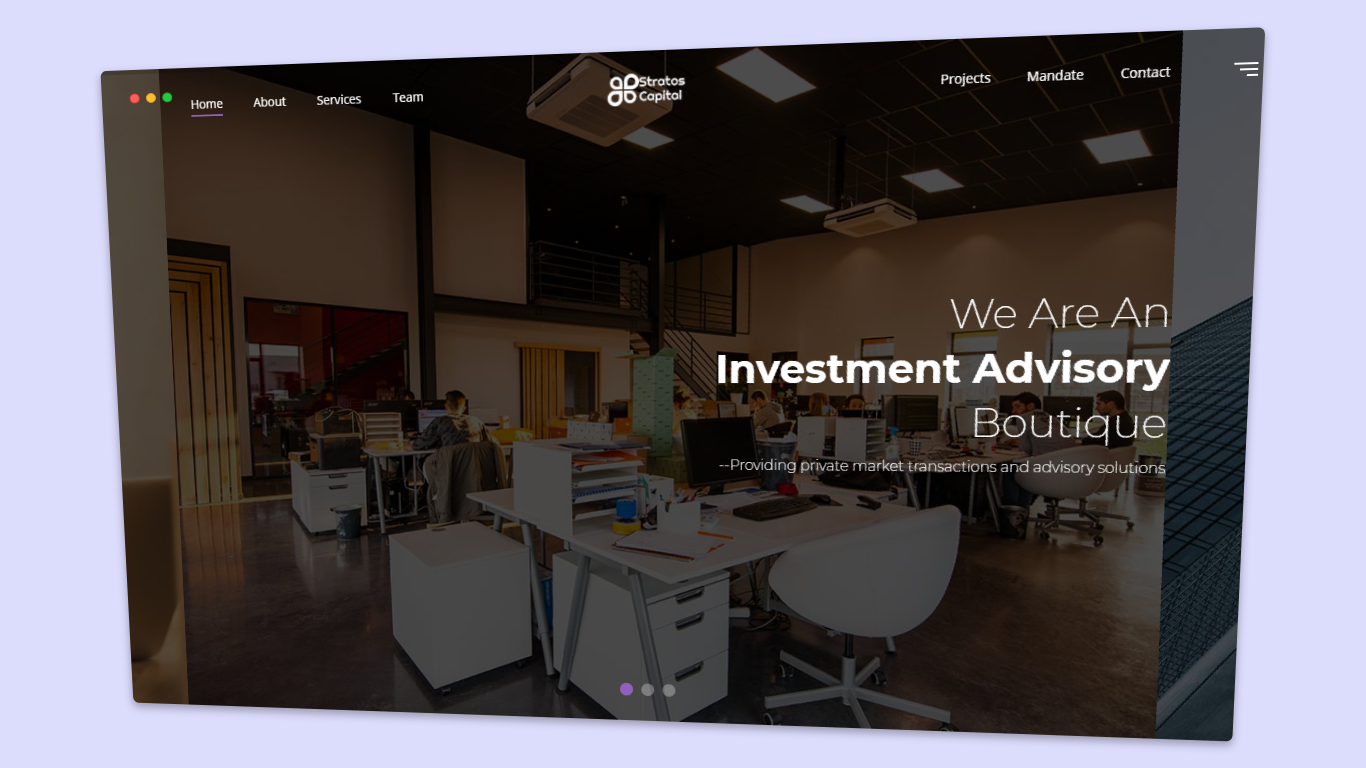 Home About Services Team
Stratos
Capital
Projects Mandate Contact
We Are An
Investment Advisory
Boutique
--Providing private market transactions and advisory solutions